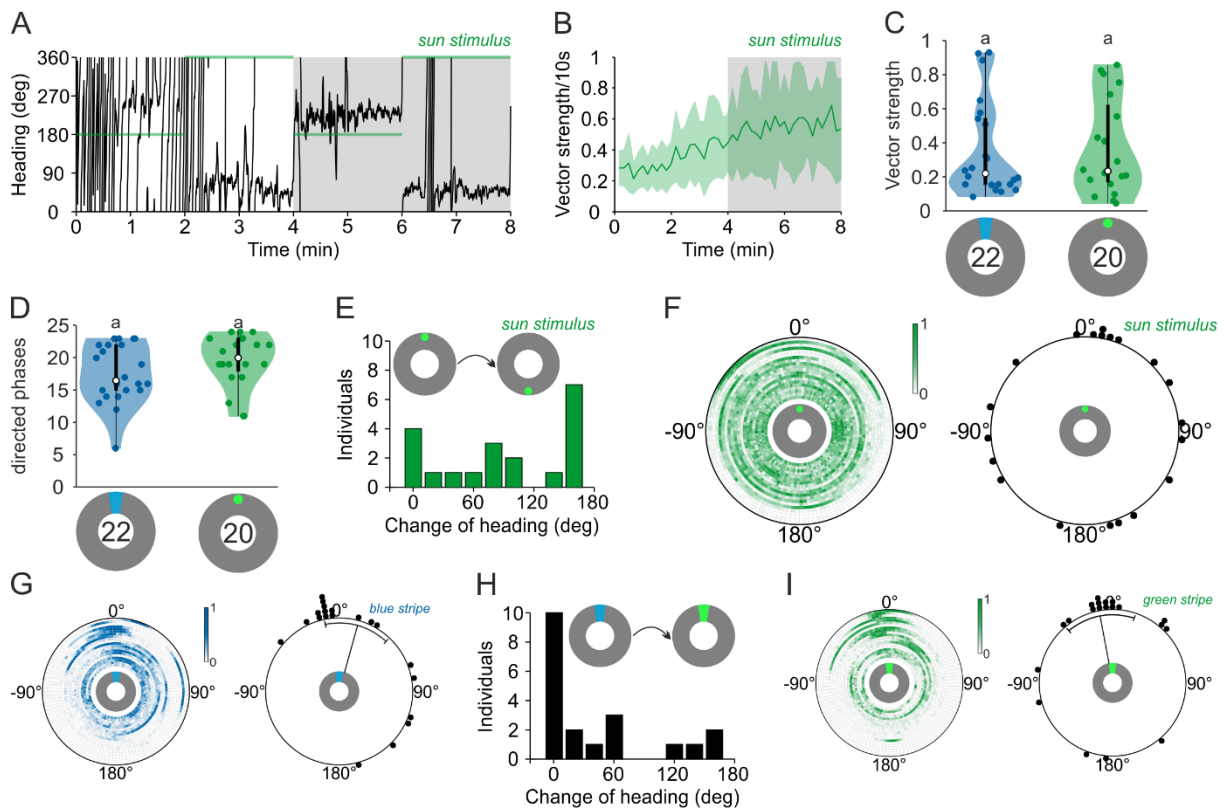 A
sun stimulus
Heading (deg)
360
270
180
90
0
0 1 2 3 4 5 6 7 8
Time (min)
B
sun stimulus
Vector strength/10s
1
0.8
0.6
0.4
0.2
0
0 2 4 6 8
Time (min)
C
a a
Vector strength
1
0.8
0.6
0.4
0.2
0
22 20
D
a a
directed phases
25
20
15
10
5
0
22 20
E
sun stimulus
Individuals
10
8
6
4
2
0
0 60 120 180
Change of heading (deg)
F
0°
-90° 90°
180°
1
0
0°
sun stimulus
-90° 90°
180°
G
0°
-90° 90°
180°
1
0
0°
blue stripe
-90° 90°
180°
H
Individuals
10
8
6
4
2
0
0 60 120 180
Change of heading (deg)
I
0°
-90° 90°
180°
1
0
0°
green stripe
-90° 90°
180°